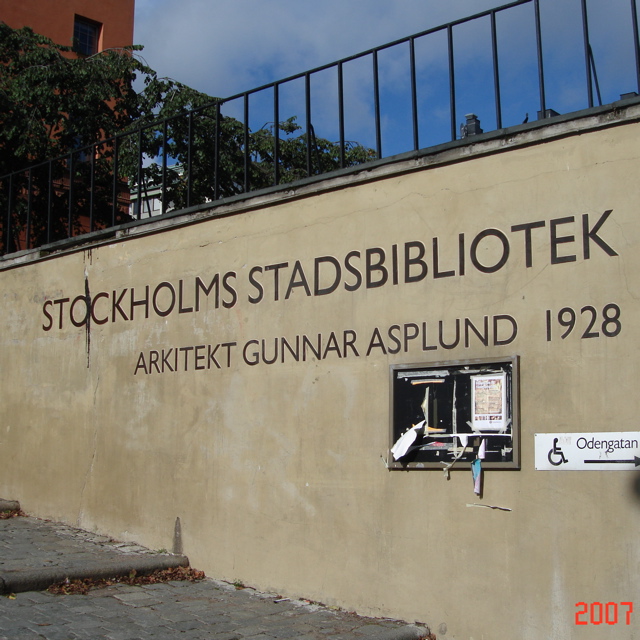 STOCKHOLMS STADSBIBLIOTEK
ARKITEKT GUNNAR ASPLUND 1928
Odengatan
2007